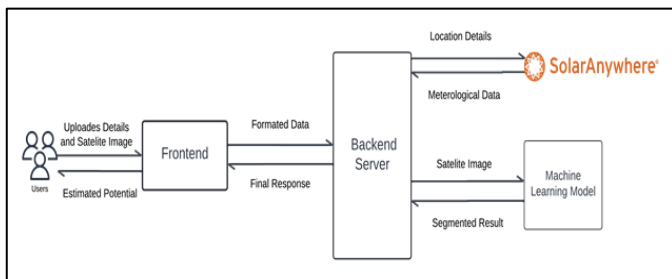 Location Details
SolarAnywhere®
Meterological Data
Uploades Details
and Satelite Image
Formated Data
Frontend
Backend
Server
Users
Estimated Potential
Final Response
Satelite Image
Machine
Learning Model
Segmented Result